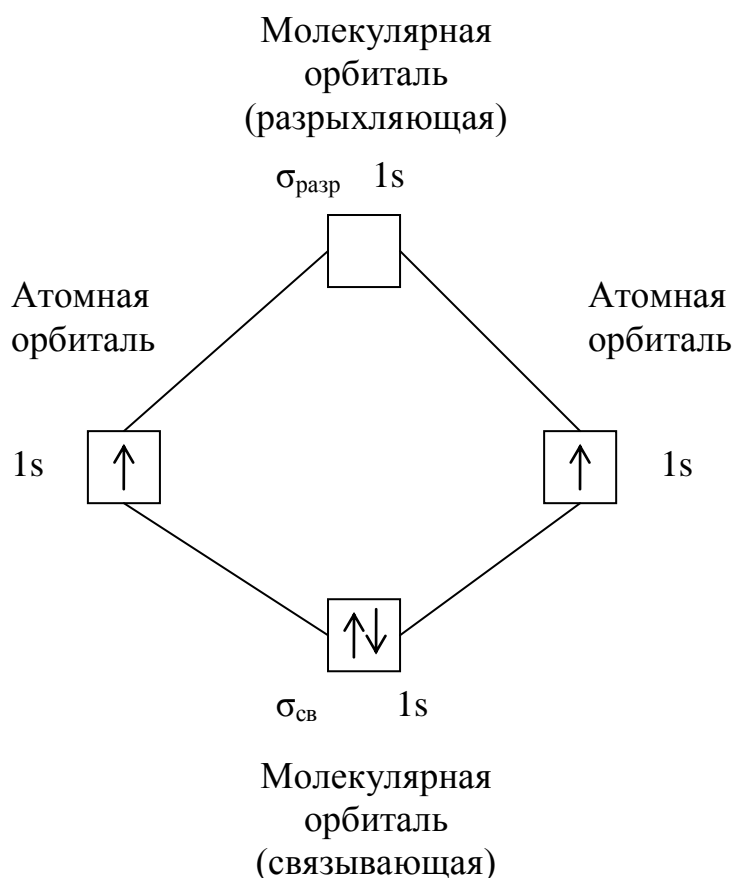 Молекулярная
орбиталь
(разрыхляющая)
σразр 1s
Атомная
орбиталь
Атомная
орбиталь
1s
1s
σсв 1s
Молекулярная
орбиталь
(связывающая)